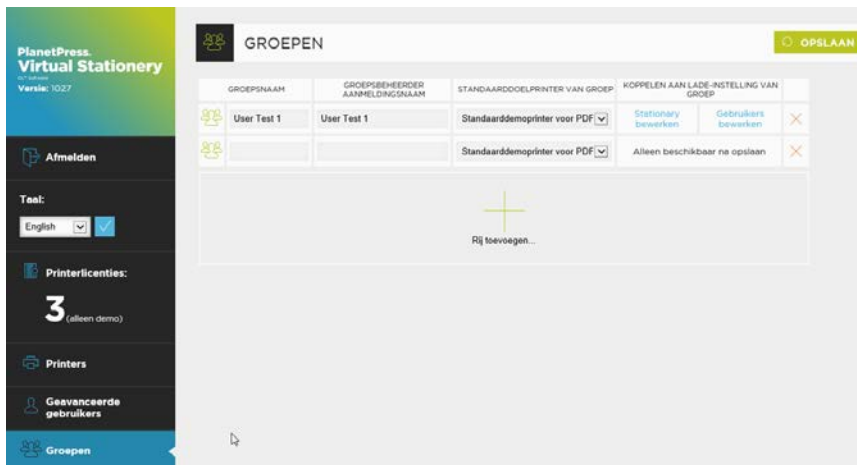 PlanetPress.
Virtual Stationery
Versie: 1027
Afmelden
Taal:
English
Printerlicenties:
3 (alleen demo)
Printers
Geavanceerde
gebruikers
Groepen
GROEPEN
OPSLAAN
GROEPSNAAM
GROEPSBEHEERDER
AANMELDINGSNAAM
STANDAARDDOELPRINTER VAN GROEP
KOPPELEN AAN LADE-INSTELLING VAN
GROEP
User Test 1
User Test 1
Standaarddemoprinter voor PDF
Stationary
bewerken
Gebruikers
bewerken
Standaarddemoprinter voor PDF
Alleen beschikbaar na opslaan
Rij toevoegen...